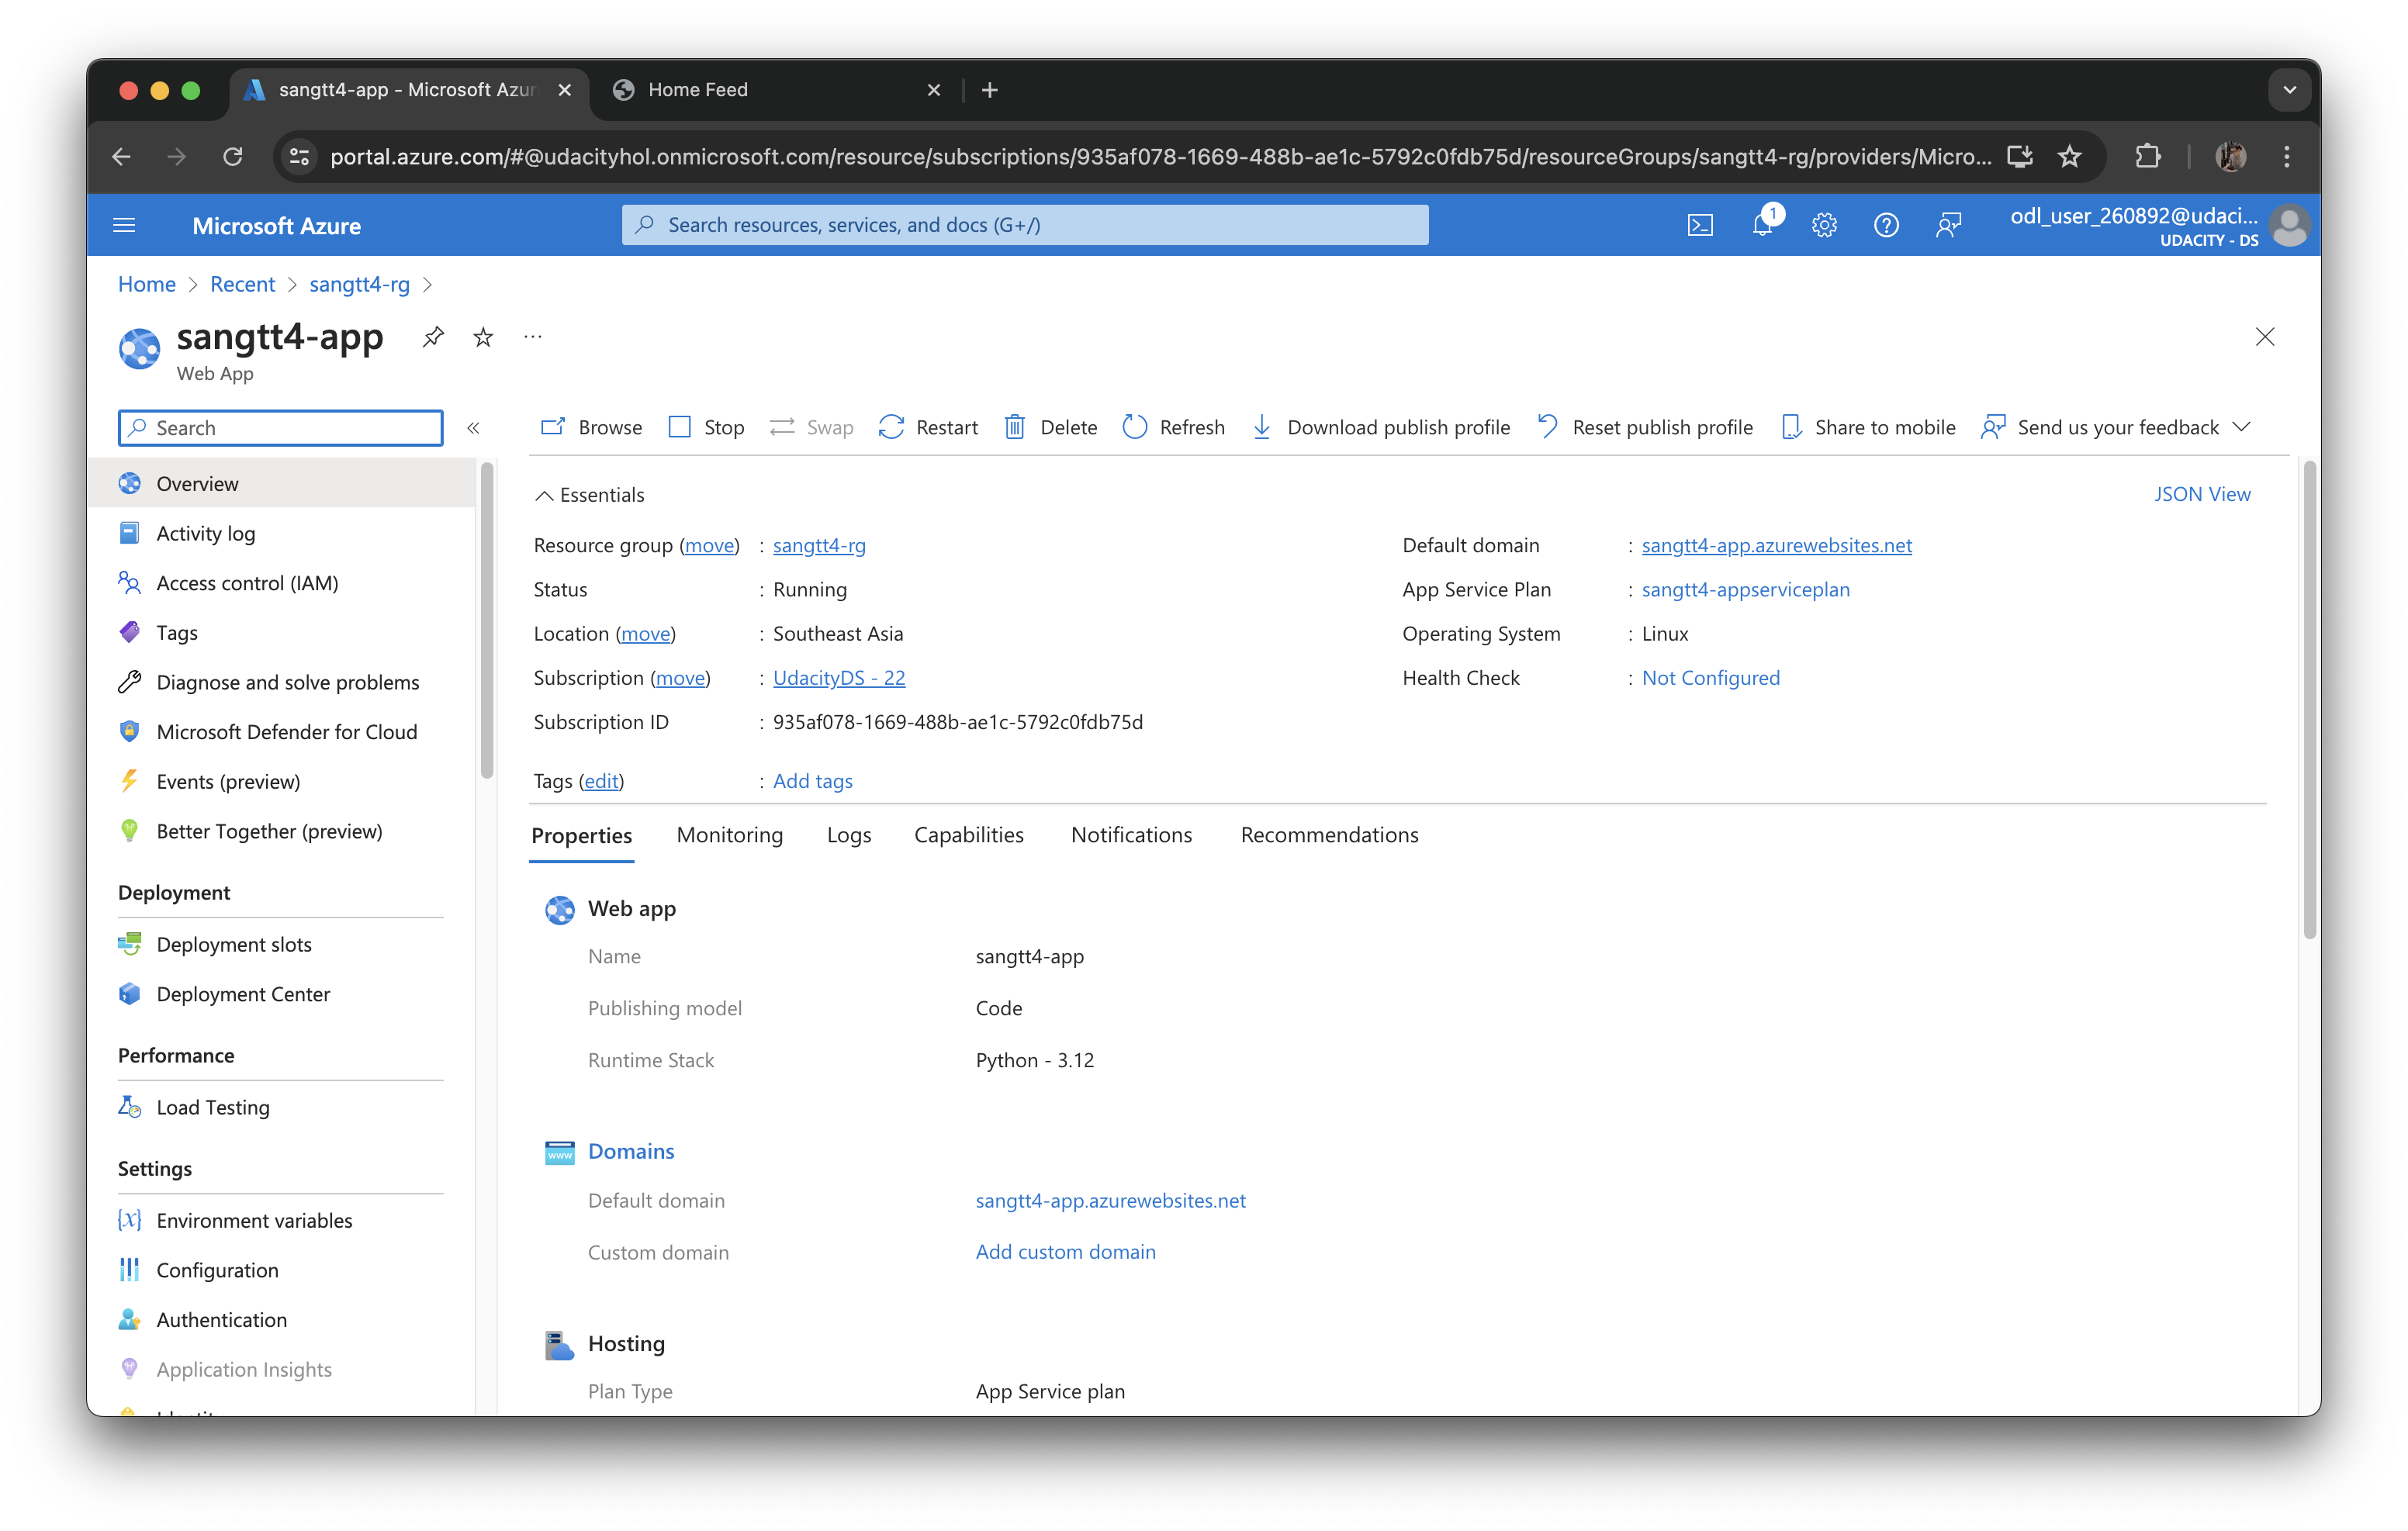 sangtt4-app - Microsoft Azur
Home Feed
portal.azure.com/#@udacityhol.onmicrosoft.com/resource/subscriptions/935af078-1669-488b-ae1c-5792c0fdb75d/resourceGroups/sangtt4-rg/providers/Micro...
Microsoft Azure
Search resources, services, and docs (G+/)
1
odl_user_260892@udaci...
UDACITY - DS
Home > Recent > sangtt4-rg >
sangtt4-app
...
Web App
Search
«
Browse Stop Swap Restart Delete Refresh Download publish profile Reset publish profile Share to mobile Send us your feedback
Overview
Activity log
Access control (IAM)
Tags
Diagnose and solve problems
Microsoft Defender for Cloud
Events (preview)
Better Together (preview)
Deployment
Deployment slots
Deployment Center
Performance
Load Testing
Settings
Environment variables
Configuration
Authentication
Application Insights
Essentials
JSON View
Resource group (move) : sangtt4-rg
Status : Running
Location (move) : Southeast Asia
Subscription (move) : UdacityDS - 22
Subscription ID : 935af078-1669-488b-ae1c-5792c0fdb75d
Tags (edit) : Add tags
Default domain : sangtt4-app.azurewebsites.net
App Service Plan : sangtt4-appserviceplan
Operating System : Linux
Health Check : Not Configured
Properties Monitoring Logs Capabilities Notifications Recommendations
Web app
Name sangtt4-app
Publishing model Code
Runtime Stack Python - 3.12
www
Domains
Default domain sangtt4-app.azurewebsites.net
Custom domain Add custom domain
Hosting
Plan Type App Service plan